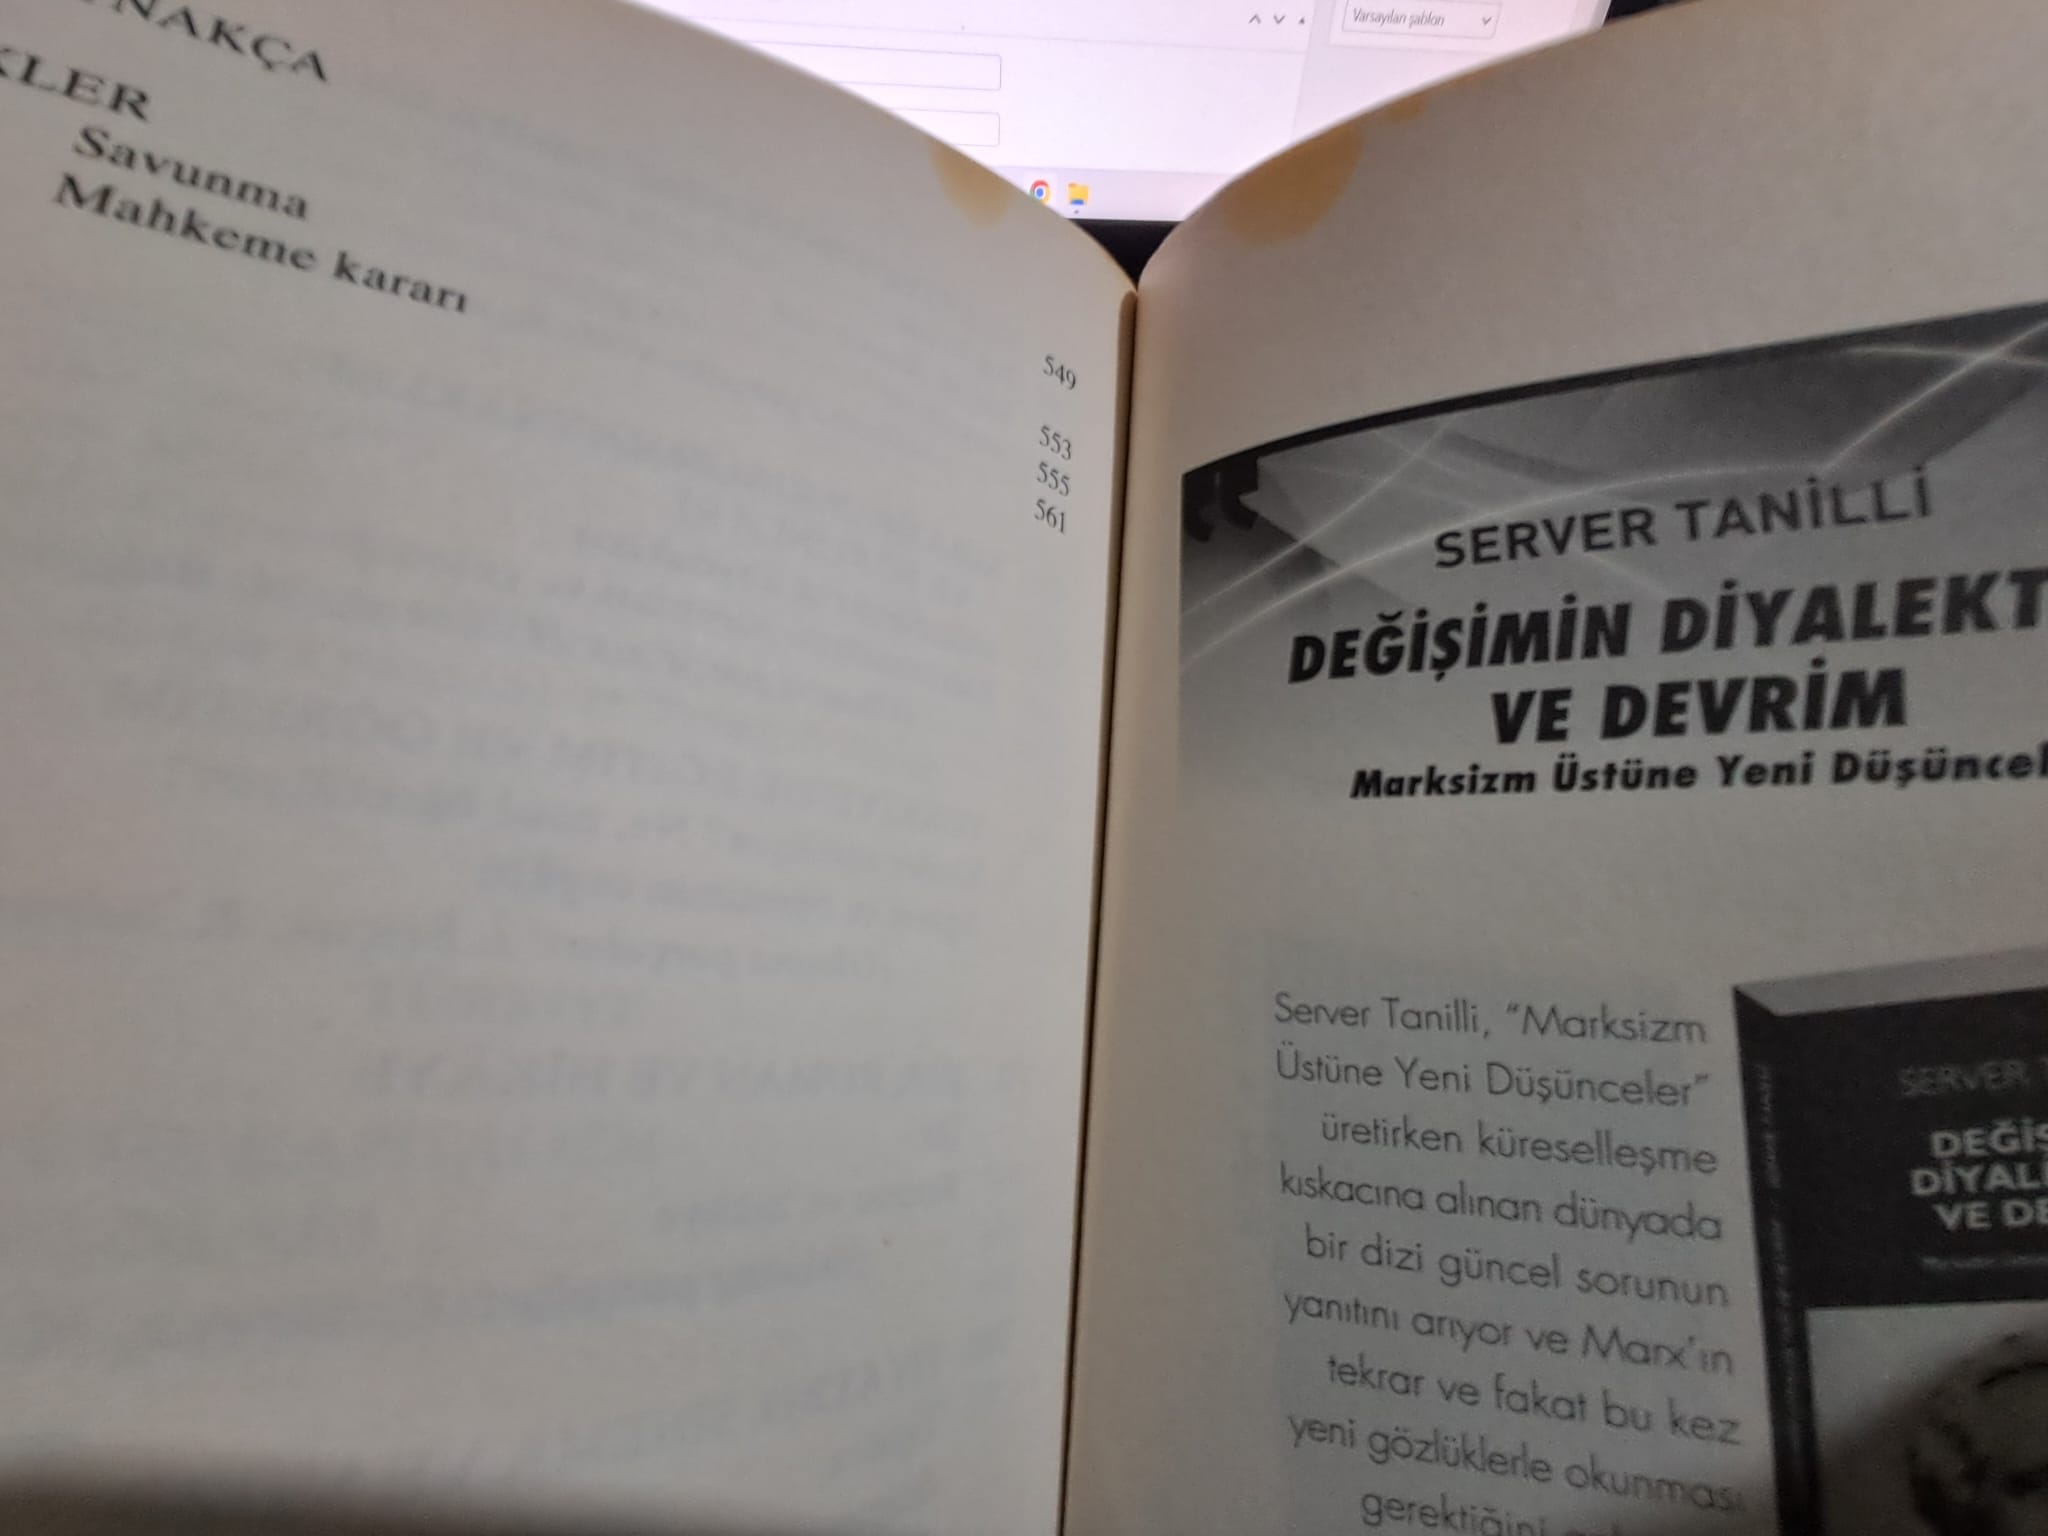 Varsayılan şablon
NAKÇA
KLER
Savunma
Mahkeme kararı
549
553
555
561
SERVER TANİLLİ
DEĞİŞİMİN DİYALEKT
VE DEVRİM
Marksizm Üstüne Yeni Düşüncel
Server Tanilli, “Marksizm
Üstüne Yeni Düşünceler”
üretirken küreselleşme
kıskacına alınan dünyada
bir dizi güncel sorunun
yanıtını arıyor ve Marx'ın
tekrar ve fakat bu kez
yeni gözlüklerle okunması
gerektiğini
SERVER T
DEĞİŞ
DİYAL
VE DE